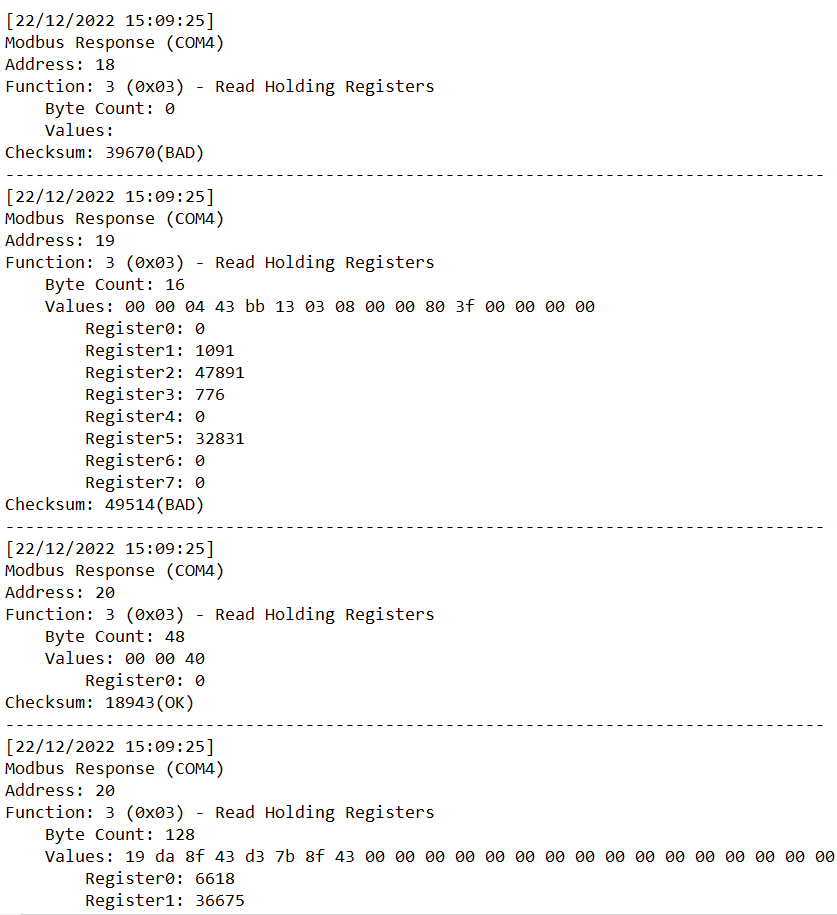 [22/12/2022 15:09:25]
Modbus Response (COM4)
Address: 18
Function: 3 (0x03) - Read Holding Registers
    Byte Count: 0
    Values:
Checksum: 39670(BAD)
----------------------------------------------------------------------------------
[22/12/2022 15:09:25]
Modbus Response (COM4)
Address: 19
Function: 3 (0x03) - Read Holding Registers
    Byte Count: 16
    Values: 00 00 04 43 bb 13 03 08 00 00 80 3f 00 00 00 00
        Register0: 0
        Register1: 1091
        Register2: 47891
        Register3: 776
        Register4: 0
        Register5: 32831
        Register6: 0
        Register7: 0
Checksum: 49514(BAD)
----------------------------------------------------------------------------------
[22/12/2022 15:09:25]
Modbus Response (COM4)
Address: 20
Function: 3 (0x03) - Read Holding Registers
    Byte Count: 48
    Values: 00 00 40
        Register0: 0
Checksum: 18943(OK)
----------------------------------------------------------------------------------
[22/12/2022 15:09:25]
Modbus Response (COM4)
Address: 20
Function: 3 (0x03) - Read Holding Registers
    Byte Count: 128
    Values: 19 da 8f 43 d3 7b 8f 43 00 00 00 00 00 00 00 00 00 00 00 00 00 00 00 00
        Register0: 6618
        Register1: 36675